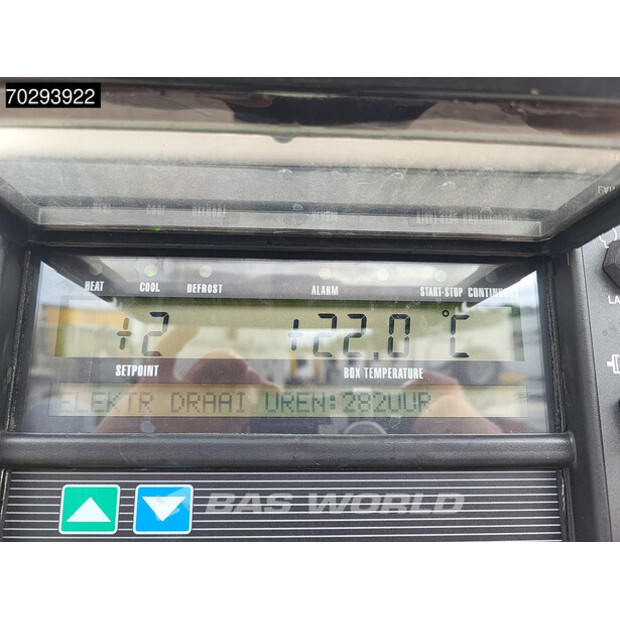 70293922
HEAT COOL DEFROST ALARM START-STOP CONTINUOUS
+2 +22.0 °C
SETPOINT BOX TEMPERATURE
ELEKTR DRAAI UREN:282UUR
BAS WORLD
LA